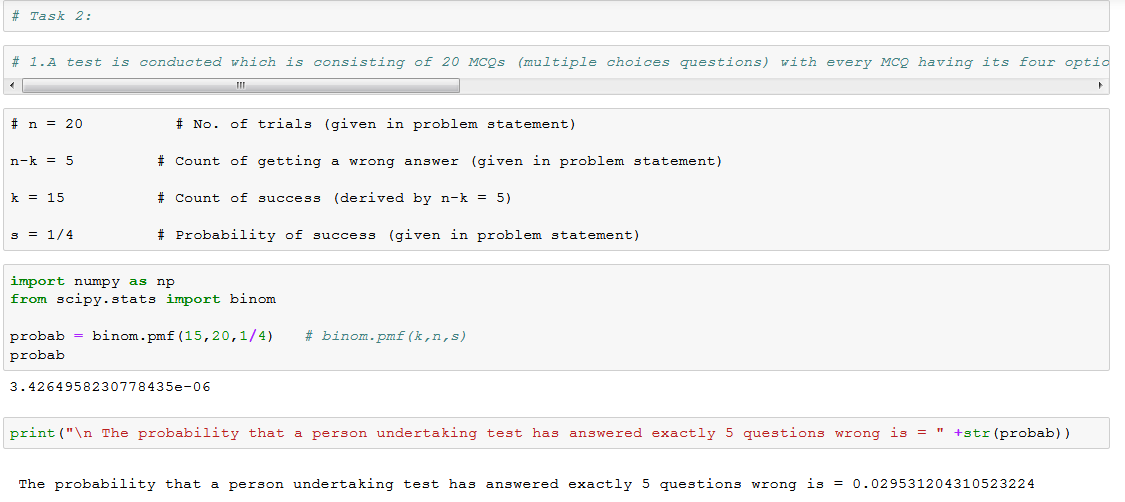 # Task 2:
# 1.A test is conducted which is consisting of 20 MCQs (multiple choices questions) with every MCQ having its four optio
# n = 20 # No. of trials (given in problem statement)
n-k = 5 # Count of getting a wrong answer (given in problem statement)
k = 15 # Count of success (derived by n-k = 5)
s = 1/4 # Probability of success (given in problem statement)
import numpy as np
from scipy.stats import binom
probab = binom.pmf(15,20,1/4) # binom.pmf(k,n,s)
probab
3.4264958230778435e-06
print("\n The probability that a person undertaking test has answered exactly 5 questions wrong is = " +str(probab))
The probability that a person undertaking test has answered exactly 5 questions wrong is = 0.029531204310523224